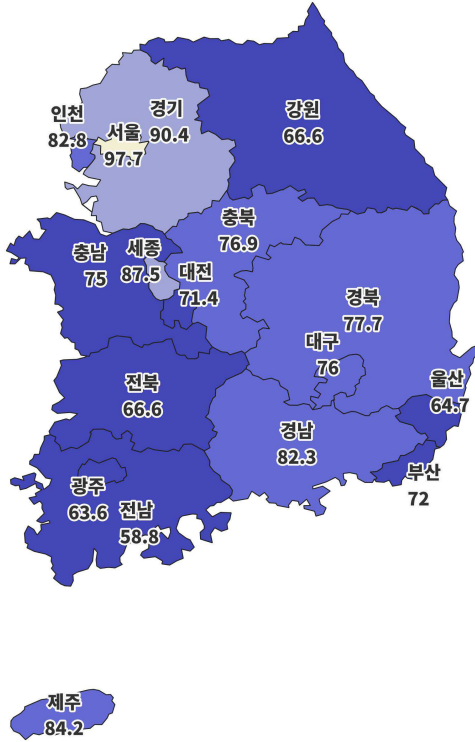 경기
90.4
강원
66.6
인천
82.8
서울
97.7
충북
76.9
충남
75
세종
87.5
대전
71.4
경북
77.7
대구
76
전북
66.6
울산
64.7
경남
82.3
부산
72
광주
63.6
전남
58.8
제주
84.2